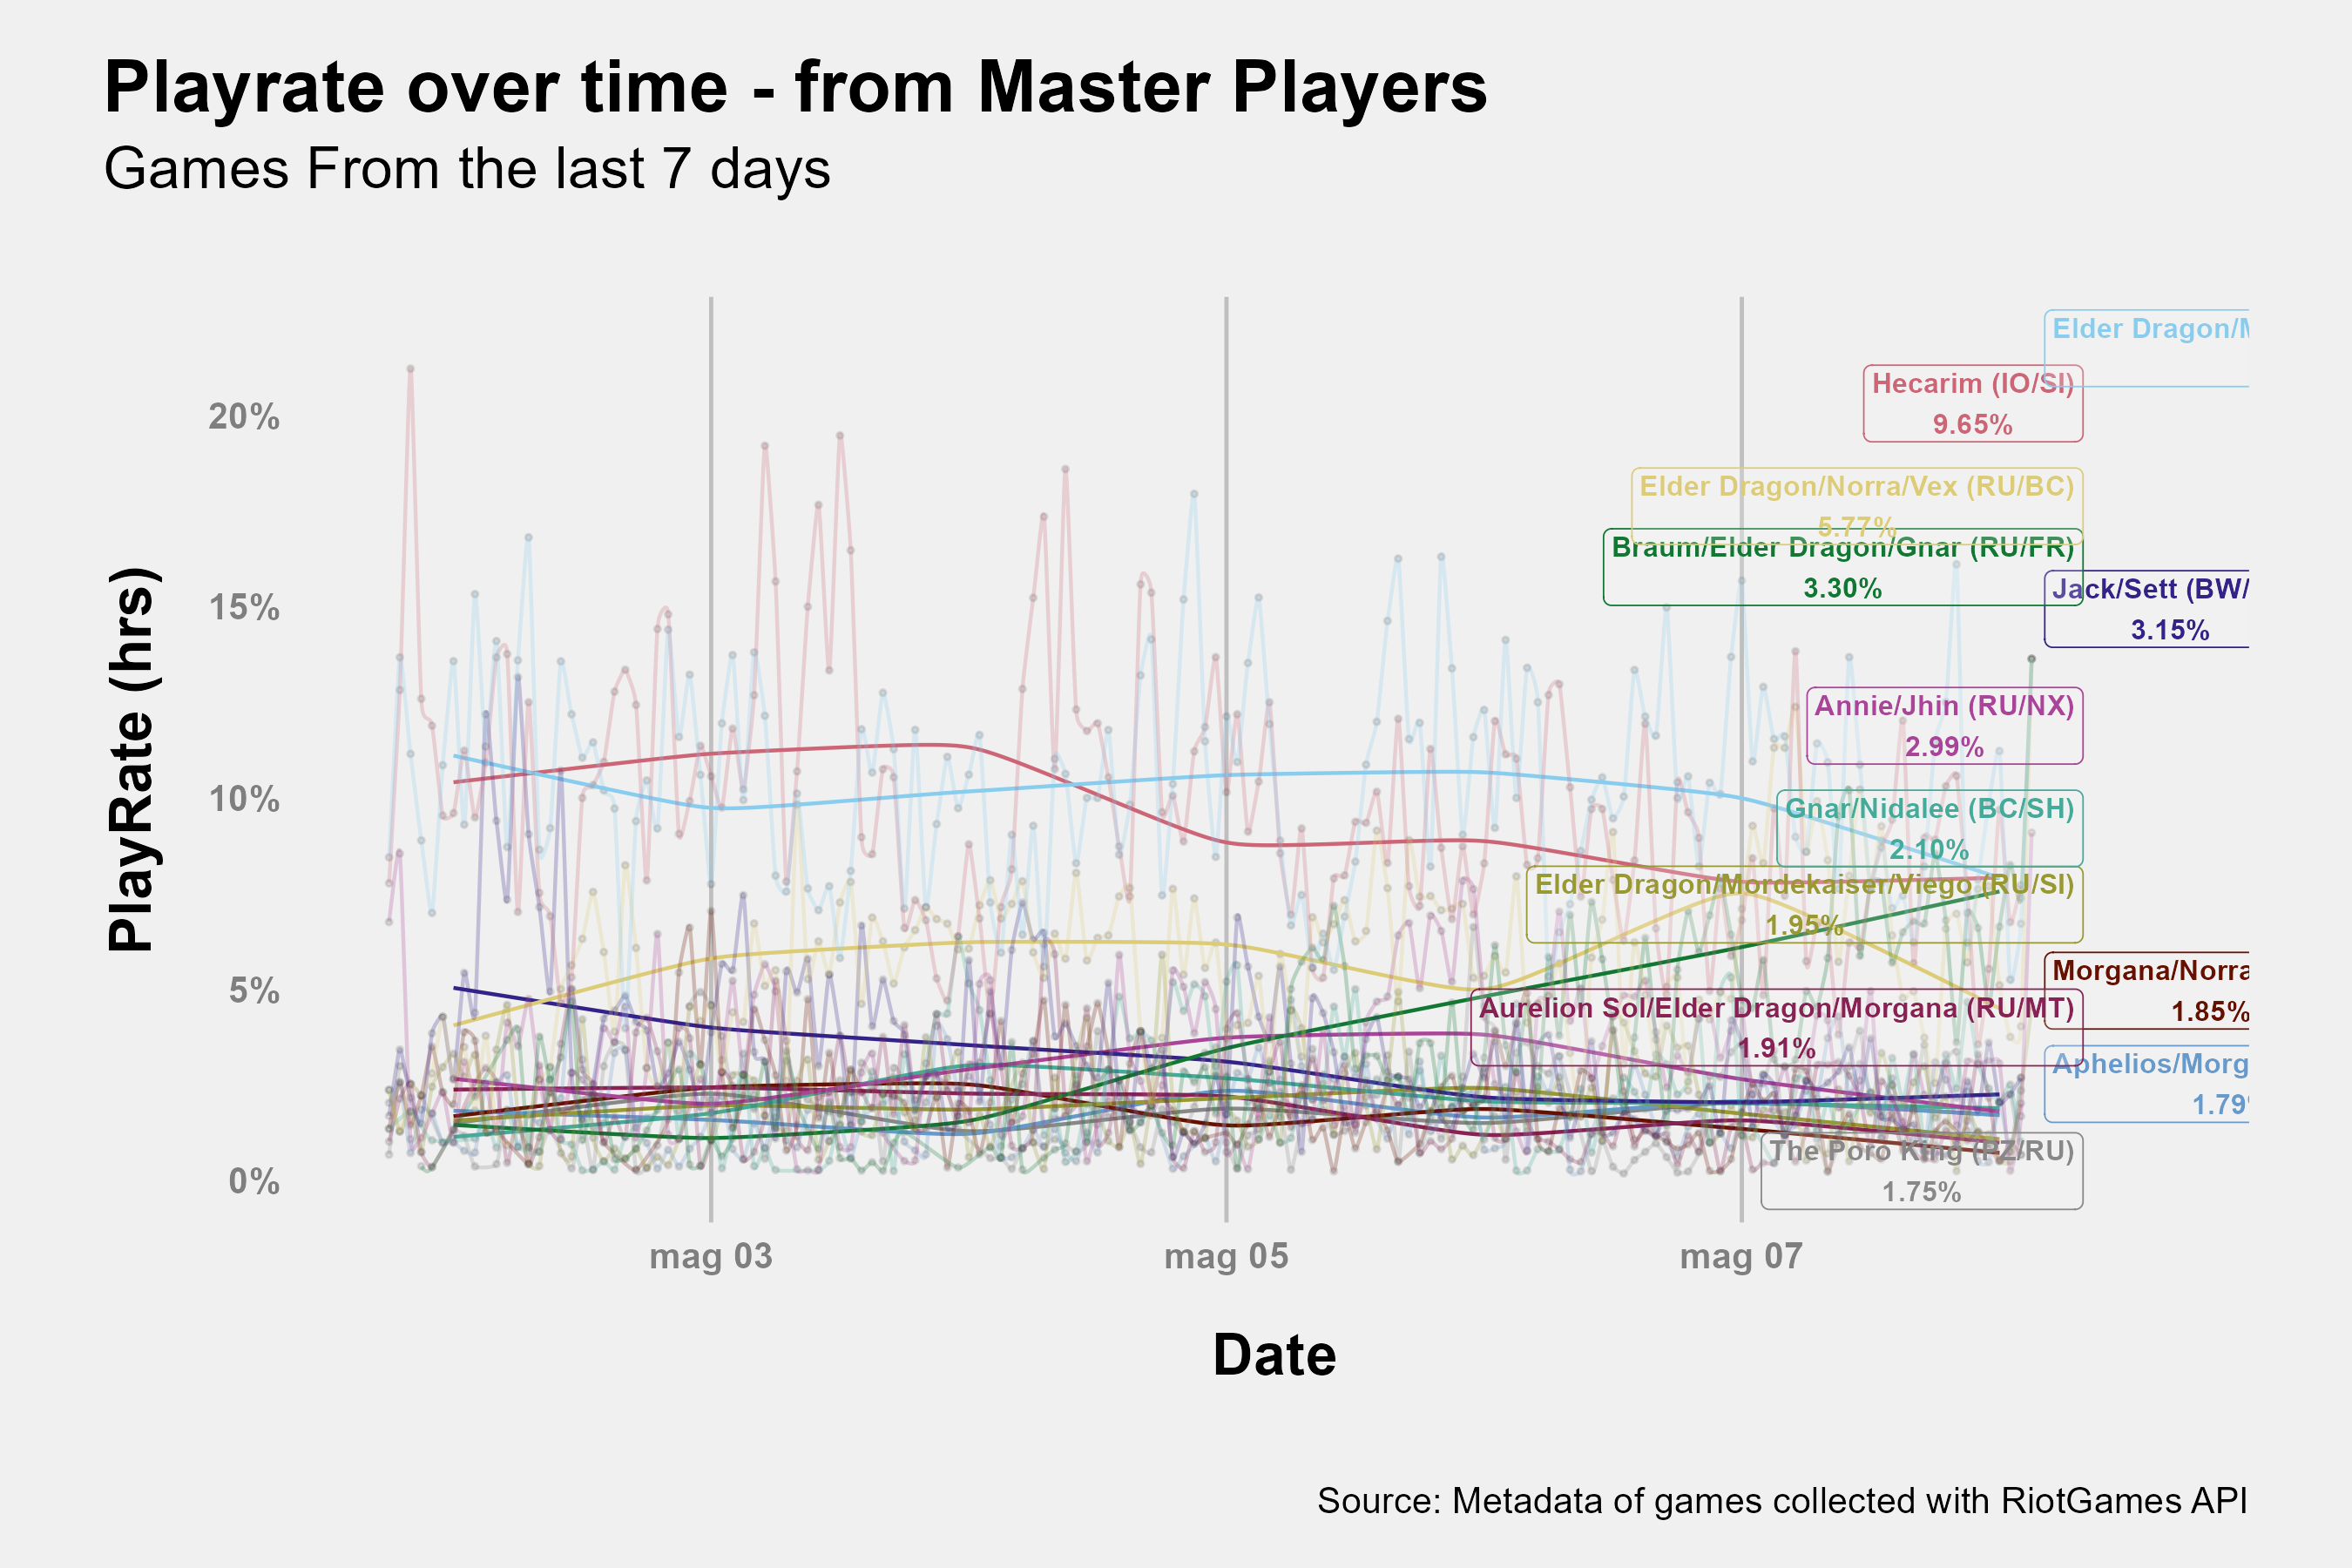 Playrate over time - from Master Players
Games From the last 7 days
PlayRate (hrs)
20%
15%
10%
5%
0%
Elder Dragon/
Hecarim (IO/SI)
9.65%
Elder Dragon/Norra/Vex (RU/BC)
5.77%
Braum/Elder Dragon/Gnar (RU/FR)
3.30%
Jack/Sett (BW/
3.15%
Annie/Jhin (RU/NX)
2.99%
Gnar/Nidalee (BC/SH)
2.10%
Elder Dragon/Mordekaiser/Viego (RU/SI)
1.95%
Morgana/Norra
1.85%
Aurelion Sol/Elder Dragon/Morgana (RU/MT)
1.91%
Aphelios/Morg
1.79
The Poro King (PZ/RU)
1.75%
mag 03
mag 05
mag 07
Date
Source: Metadata of games collected with RiotGames API